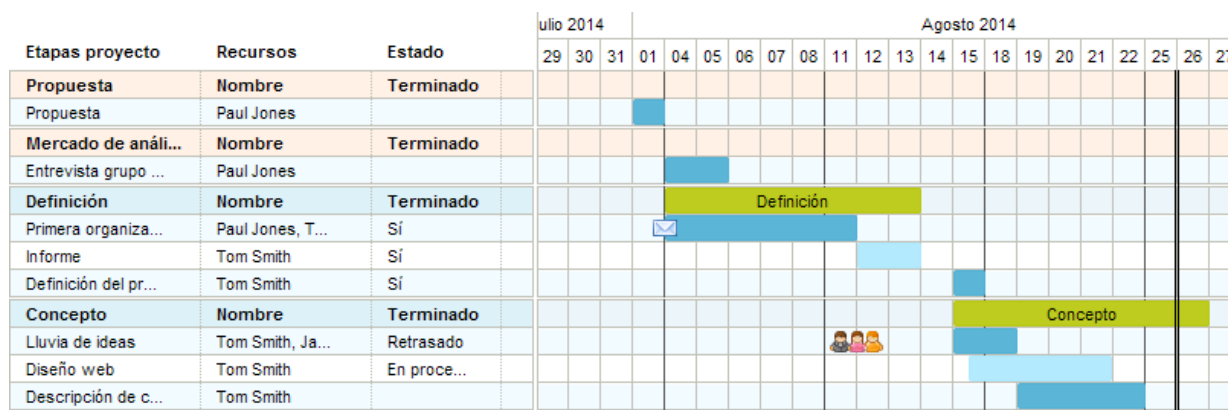 ulio 2014 Agosto 2014
Etapas proyecto Recursos Estado 29 30 31 01 04 05 06 07 08 11 12 13 14 15 18 19 20 21 22 25 26 27
Propuesta Nombre Terminado
Propuesta Paul Jones
Mercado de análi... Nombre Terminado
Entrevista grupo ... Paul Jones
Definición Nombre Terminado Definición
Primera organiza... Paul Jones, T... Sí
Informe Tom Smith Sí
Definición del pr... Tom Smith Sí
Concepto Nombre Terminado Concepto
Lluvia de ideas Tom Smith, Ja... Retrasado
Diseño web Tom Smith En proce...
Descripción de c... Tom Smith